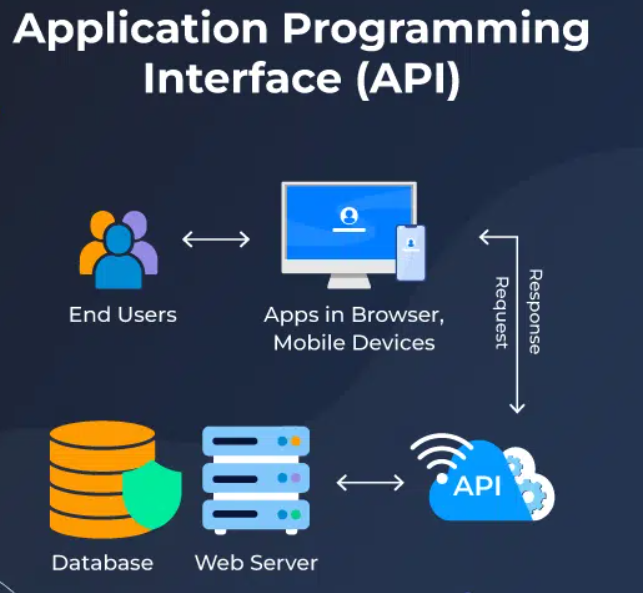 Application Programming
Interface (API)
End Users
Apps in Browser,
Mobile Devices
Request
Response
Database
Web Server
API